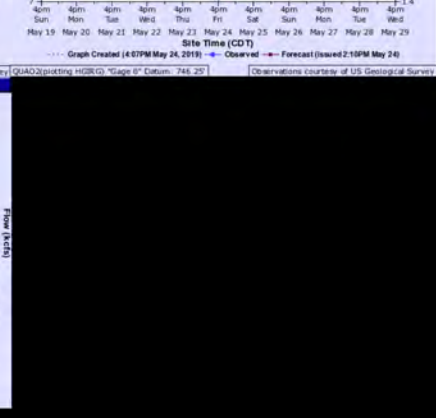 7 1.4
4pm 4pm 4pm 4pm 4pm 4pm 4pm 4pm 4pm 4pm 4pm
Sun Mon Tue Wed Thu Fri Sat Sun Mon Tue Wed
May 19 May 20 May 21 May 22 May 23 May 24 May 25 May 26 May 27 May 28 May 29
Site Time (CDT)
Graph Created (4:07PM May 24, 2019) Observed Forecast (issued 2:10PM May 24)
QUAO2(plotting HGIRG) "Gage 0" Datum: 746.25' Observations courtesy of US Geological Survey
Flow (kcfs)